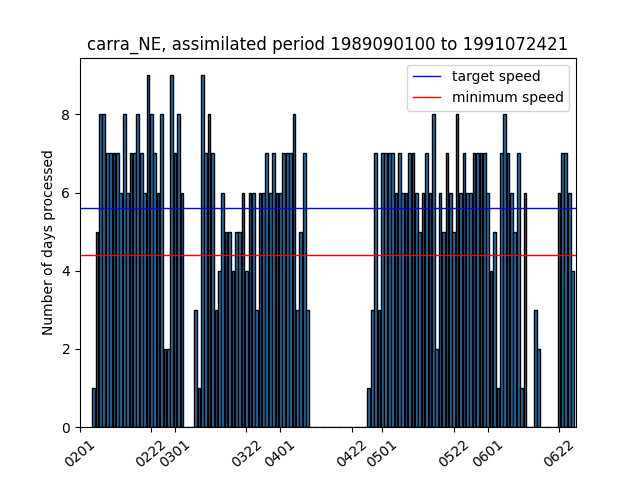 carra_NE, assimilated period 1989090100 to 1991072421
target speed
minimum speed
Number of days processed
8
6
4
2
0
0201 0222 0301 0322 0401 0422 0501 0522 0601 0622